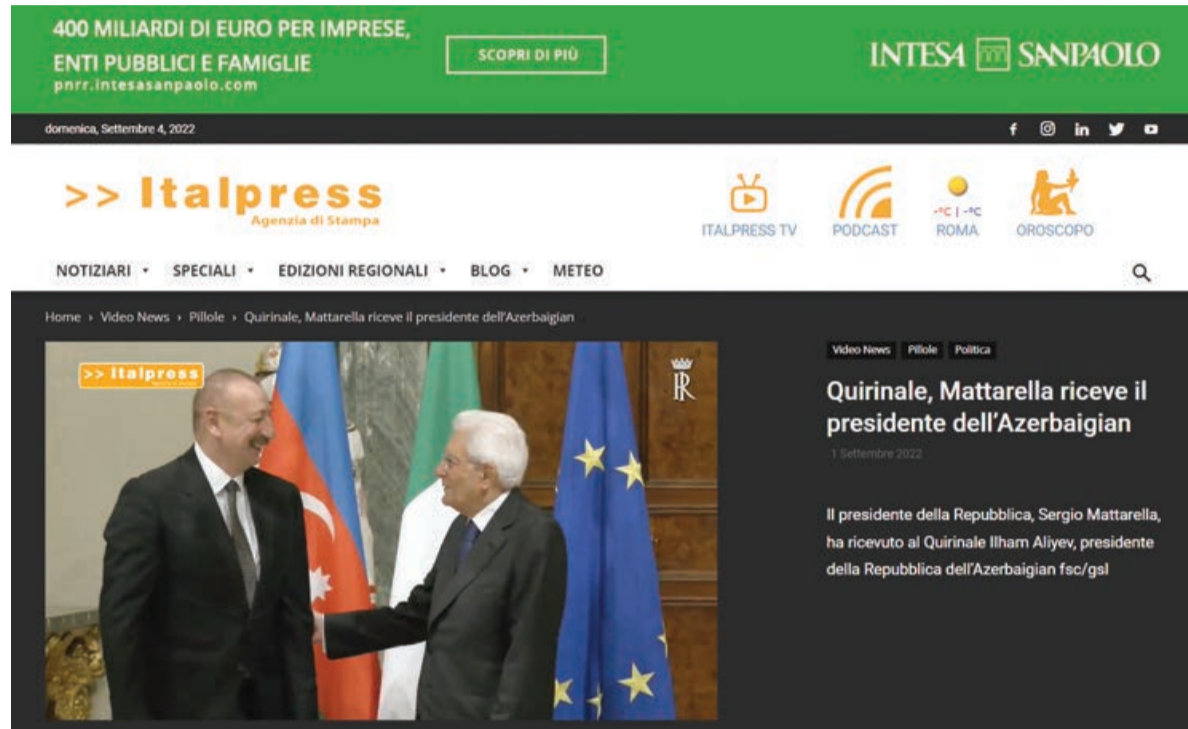 400 MILIARDI DI EURO PER IMPRESE,
ENTI PUBBLICI E FAMIGLIE
pnrr.intesasanpaolo.com
SCOPRI DI PIÙ
INTESA SANPAOLO
domenica, Settembre 4, 2022
>> Italpress
Agenzia di Stampa
ITALPRESS TV
PODCAST
-°C | -°C
ROMA
OROSCOPO
NOTIZIARI SPECIALI EDIZIONI REGIONALI BLOG METEO
Home › Video News › Pillole › Quirinale, Mattarella riceve il presidente dell'Azerbaigian
>> Italpress
Video News Pillole Politica
Quirinale, Mattarella riceve il
presidente dell'Azerbaigian
1 Settembre 2022
Il presidente della Repubblica, Sergio Mattarella,
ha ricevuto al Quirinale Ilham Aliyev, presidente
della Repubblica dell'Azerbaigian fsc/gsl